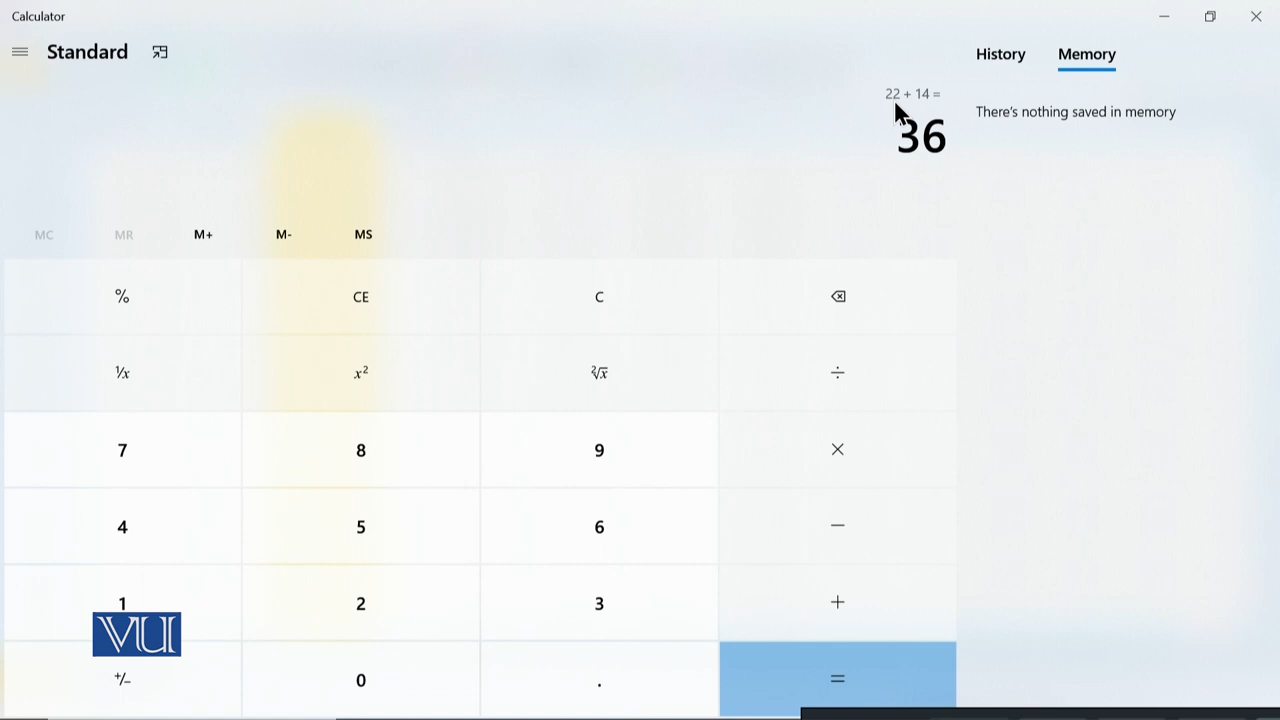 Calculator
Standard
History
Memory
22 + 14 =
36
There's nothing saved in memory
MC MR M+ M- MS
% CE C
¹/x x² ²√x ÷
7 8 9 ×
4 5 6 −
1 2 3 +
VU
+/− 0 . =